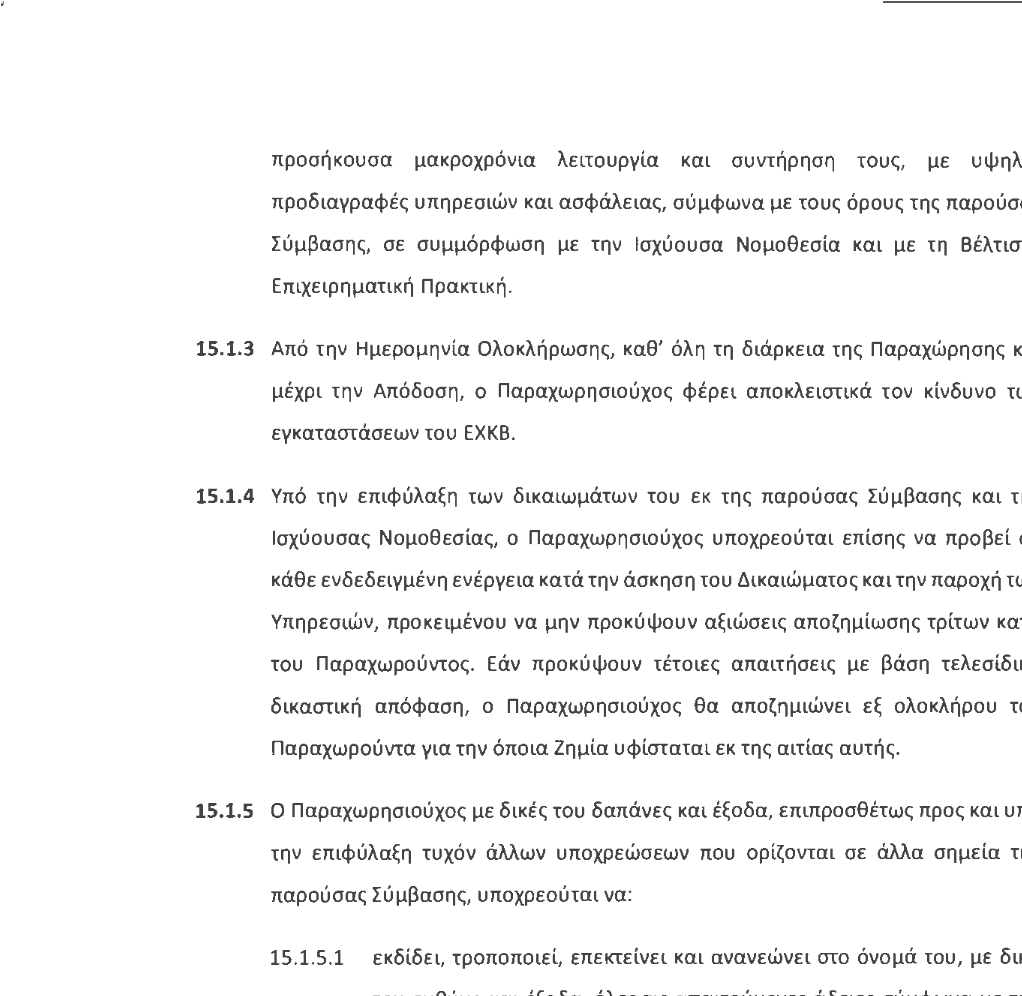 προσήκουσα μακροχρόνια λειτουργία και συντήρηση τους, με υψηλ
προδιαγραφές υπηρεσιών και ασφάλειας, σύμφωνα με τους όρους της παρούσ
Σύμβασης, σε συμμόρφωση με την Ισχύουσα Νομοθεσία και με τη Βέλτισ
Επιχειρηματική Πρακτική.
15.1.3 Από την Ημερομηνία Ολοκλήρωσης, καθ’ όλη τη διάρκεια της Παραχώρησης κ
μέχρι την Απόδοση, ο Παραχωρησιούχος φέρει αποκλειστικά τον κίνδυνο τω
εγκαταστάσεων του ΕΧΚΒ.
15.1.4 Υπό την επιφύλαξη των δικαιωμάτων του εκ της παρούσας Σύμβασης και τη
Ισχύουσας Νομοθεσίας, ο Παραχωρησιούχος υποχρεούται επίσης να προβεί σ
κάθε ενδεδειγμένη ενέργεια κατά την άσκηση του Δικαιώματος και την παροχή τω
Υπηρεσιών, προκειμένου να μην προκύψουν αξιώσεις αποζημίωσης τρίτων κατ
του Παραχωρούντος. Εάν προκύψουν τέτοιες απαιτήσεις με βάση τελεσίδι
δικαστική απόφαση, ο Παραχωρησιούχος θα αποζημιώνει εξ ολοκλήρου το
Παραχωρούντα για την όποια Ζημία υφίσταται εκ της αιτίας αυτής.
15.1.5 Ο Παραχωρησιούχος με δικές του δαπάνες και έξοδα, επιπροσθέτως προς και υπ
την επιφύλαξη τυχόν άλλων υποχρεώσεων που ορίζονται σε άλλα σημεία τη
παρούσας Σύμβασης, υποχρεούται να:
15.1.5.1 εκδίδει, τροποποιεί, επεκτείνει και ανανεώνει στο όνομά του, με δικ